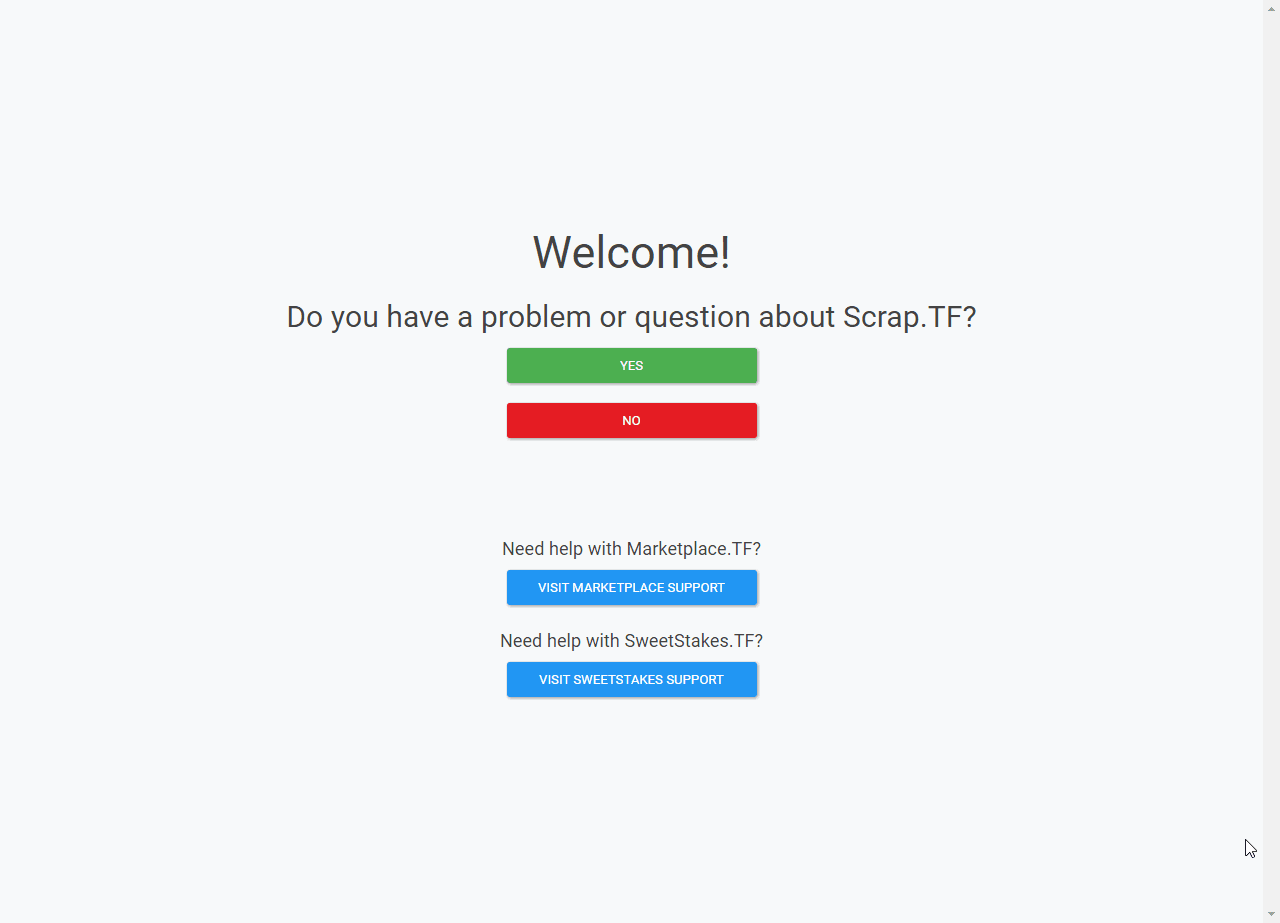 Welcome!
Do you have a problem or question about Scrap.TF?
YES
NO
Need help with Marketplace.TF?
VISIT MARKETPLACE SUPPORT
Need help with SweetStakes.TF?
VISIT SWEETSTAKES SUPPORT